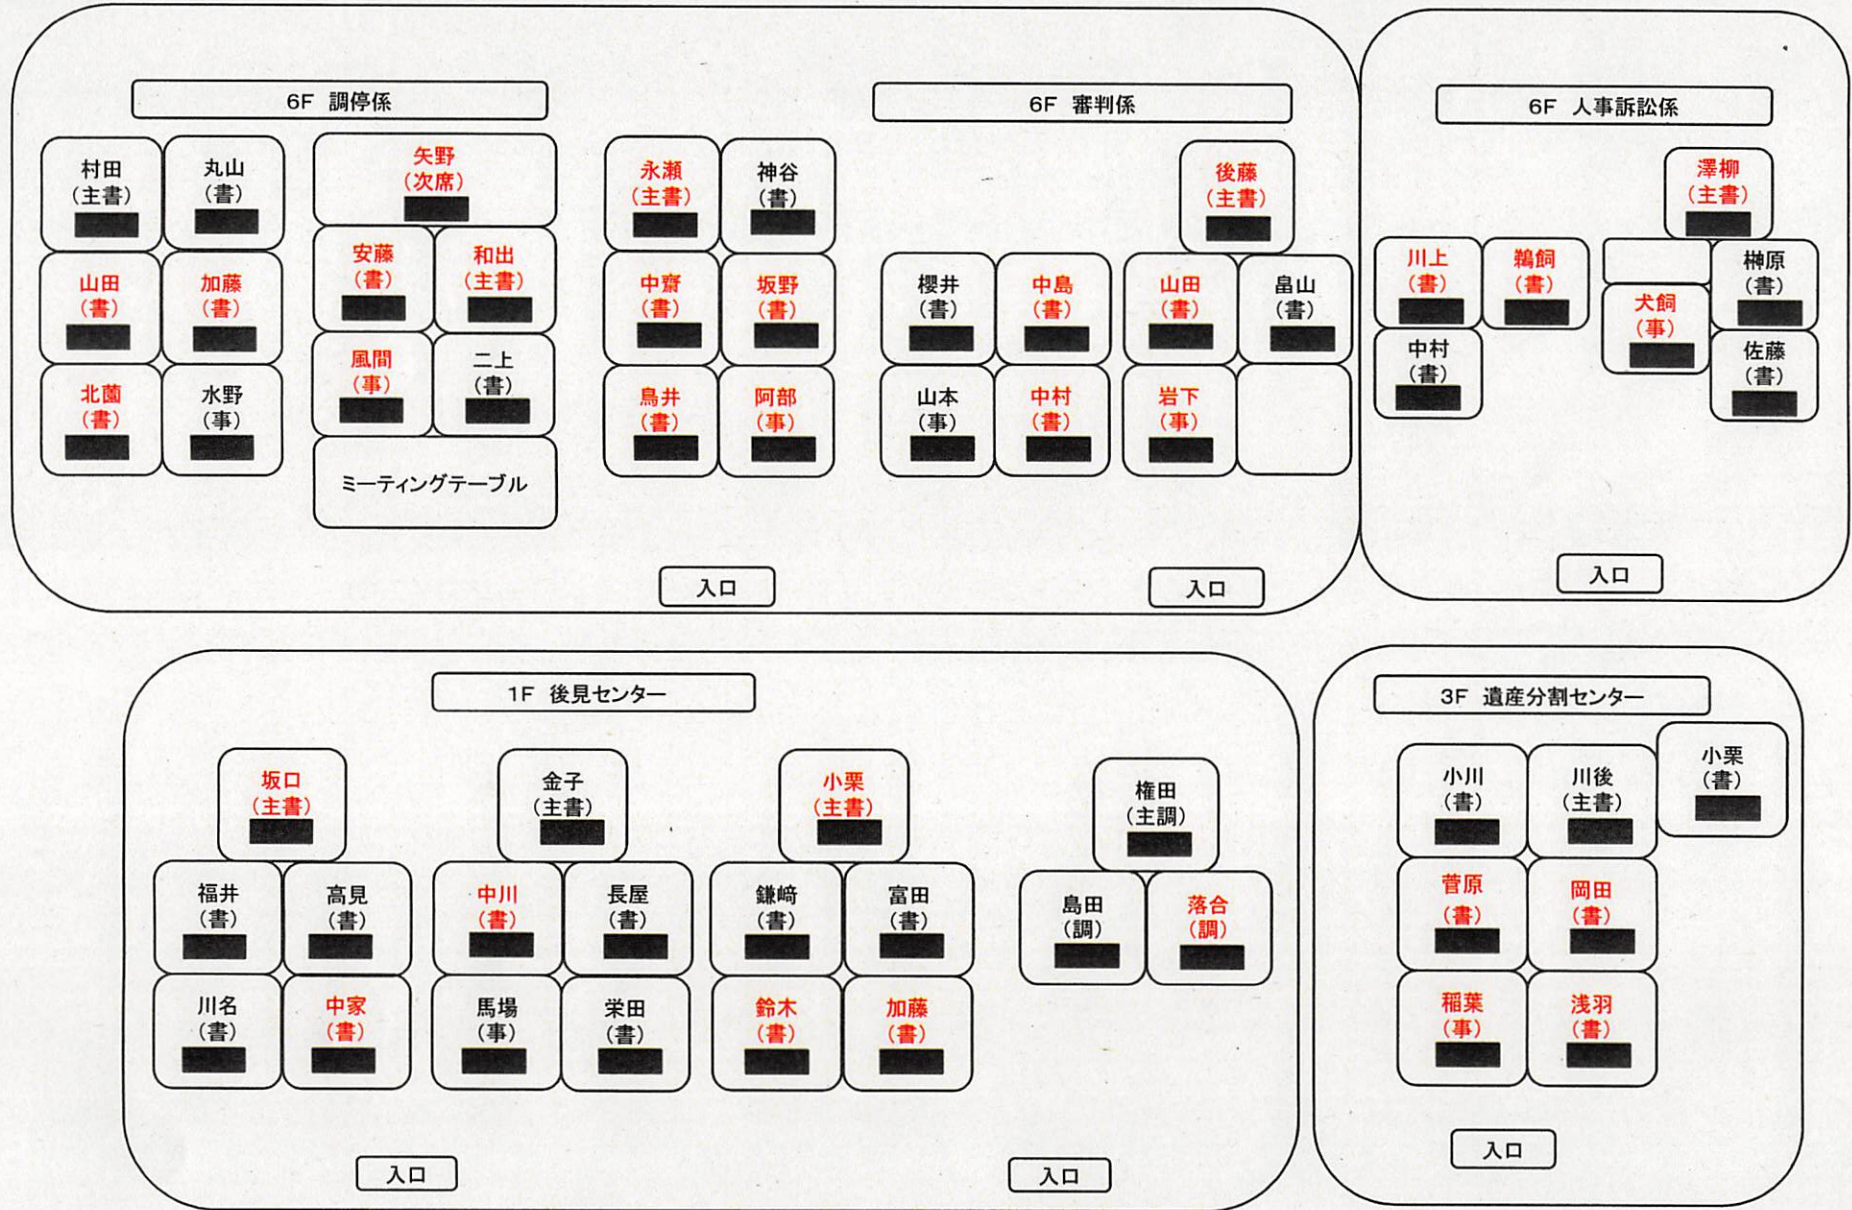 6F 調停係
村田
(主書)
丸山
(書)
山田
(書)
加藤
(書)
北薗
(書)
水野
(事)
矢野
(次席)
安藤
(書)
和出
(主書)
風間
(事)
二上
(書)
ミーティングテーブル
永瀬
(主書)
神谷
(書)
中齋
(書)
坂野
(書)
鳥井
(書)
阿部
(事)
入口
6F 審判係
後藤
(主書)
櫻井
(書)
中島
(書)
山田
(書)
畠山
(書)
山本
(事)
中村
(書)
岩下
(事)
入口
6F 人事訴訟係
澤柳
(主書)
川上
(書)
鵜飼
(書)
榊原
(書)
犬飼
(事)
中村
(書)
佐藤
(書)
入口
1F 後見センター
坂口
(主書)
福井
(書)
高見
(書)
川名
(書)
中家
(書)
金子
(主書)
中川
(書)
長屋
(書)
馬場
(事)
栄田
(書)
小栗
(主書)
鎌﨑
(書)
富田
(書)
鈴木
(書)
加藤
(書)
権田
(主調)
島田
(調)
落合
(調)
入口
入口
3F 遺産分割センター
小川
(書)
川後
(主書)
小栗
(書)
菅原
(書)
岡田
(書)
稲葉
(事)
浅羽
(書)
入口